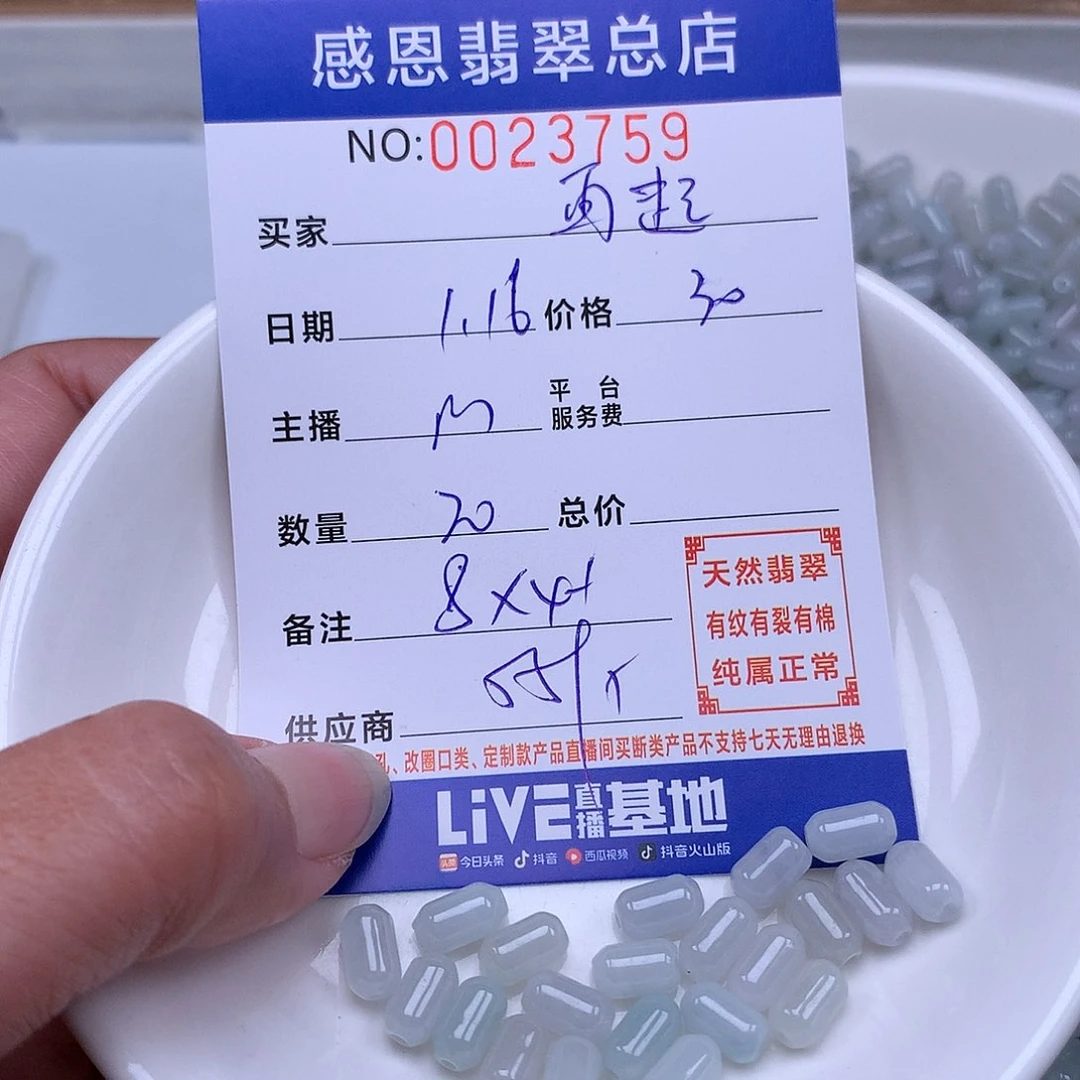 感恩翡翠总店
NO:0023759
买家
日期 1.16 价格 30
主播 平台服务费
数量 20 总价
备注 8×4
供应商
天然翡翠
有纹有裂有棉
纯属正常
孔、改圈口类、定制款产品直播间买断类产品不支持七天无理由退换
LiVE直播基地
头条 今日头条 抖音 西瓜视频 抖音火山版